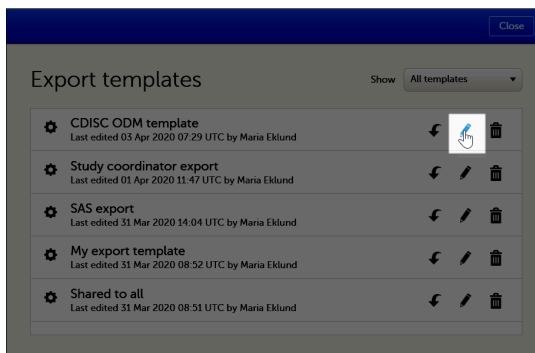 Close
Export templates
Show All templates
CDISC ODM template
Last edited 03 Apr 2020 07:29 UTC by Maria Eklund
Study coordinator export
Last edited 01 Apr 2020 11:47 UTC by Maria Eklund
SAS export
Last edited 31 Mar 2020 14:04 UTC by Maria Eklund
My export template
Last edited 31 Mar 2020 08:52 UTC by Maria Eklund
Shared to all
Last edited 31 Mar 2020 08:51 UTC by Maria Eklund